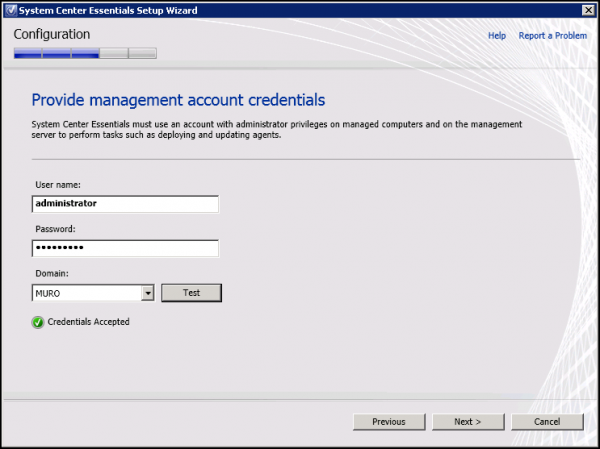 System Center Essentials Setup Wizard
Configuration
Help Report a Problem
Provide management account credentials
System Center Essentials must use an account with administrator privileges on managed computers and on the management
server to perform tasks such as deploying and updating agents.
User name:
administrator
Password:
•••••••••
Domain:
MURO Test
Credentials Accepted
Previous Next > Cancel